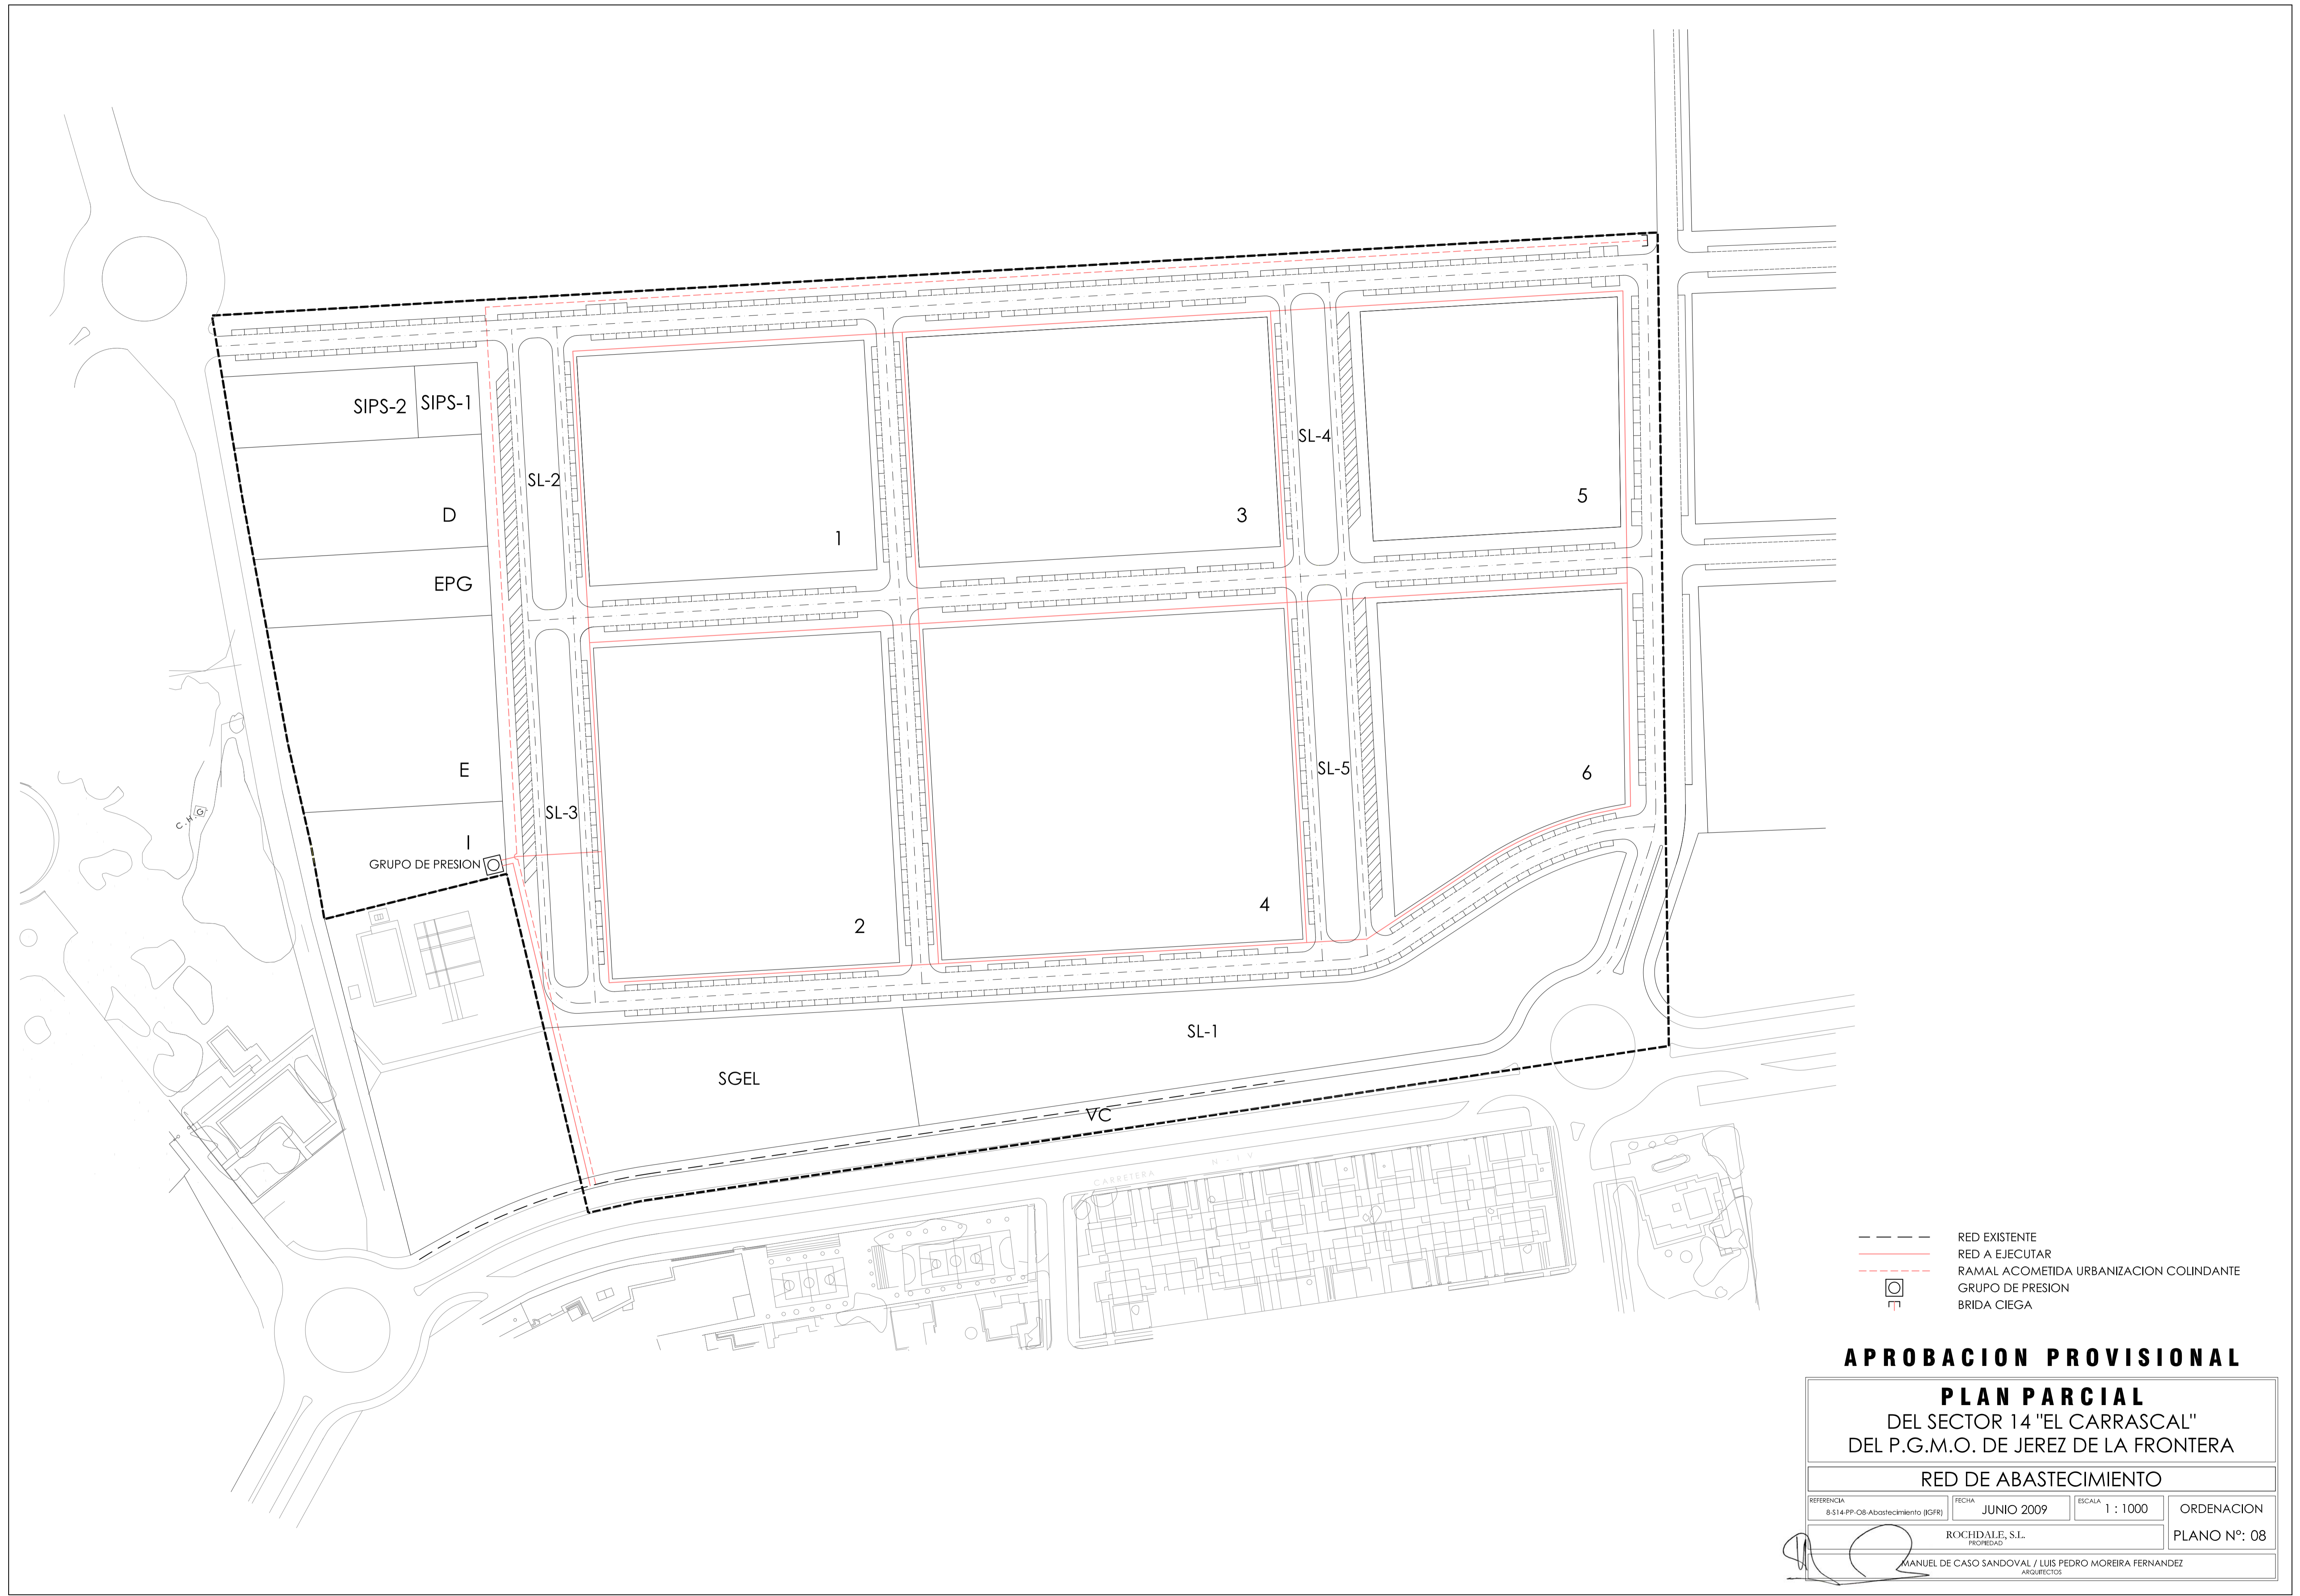 SIPS-2
SIPS-1
SL-4
SL-2
D
1
3
5
EPG
E
SL-3
SL-5
6
C.H.G.
I
GRUPO DE PRESION
2
4
SGEL
SL-1
VC
CARRETERA N-IV
RED EXISTENTE
RED A EJECUTAR
RAMAL ACOMETIDA URBANIZACION COLINDANTE
GRUPO DE PRESION
BRIDA CIEGA
APROBACION PROVISIONAL
PLAN PARCIAL
DEL SECTOR 14 "EL CARRASCAL"
DEL P.G.M.O. DE JEREZ DE LA FRONTERA
RED DE ABASTECIMIENTO
REFERENCIA
8-S14-PP-O8-Abastecimiento (IGFR)
FECHA
JUNIO 2009
ESCALA
1 : 1000
ORDENACION
PLANO Nº: 08
ROCHDALE, S.L.
PROPIEDAD
MANUEL DE CASO SANDOVAL / LUIS PEDRO MOREIRA FERNANDEZ
ARQUITECTOS